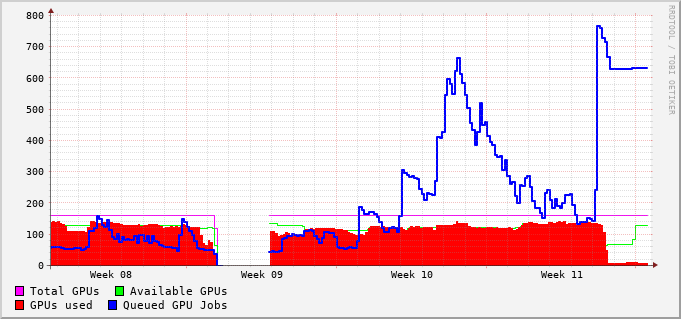 800
700
600
500
400
300
200
100
0
Week 08 Week 09 Week 10 Week 11
Total GPUs Available GPUs
GPUs used Queued GPU Jobs
RRDTOOL / TOBI OETIKER